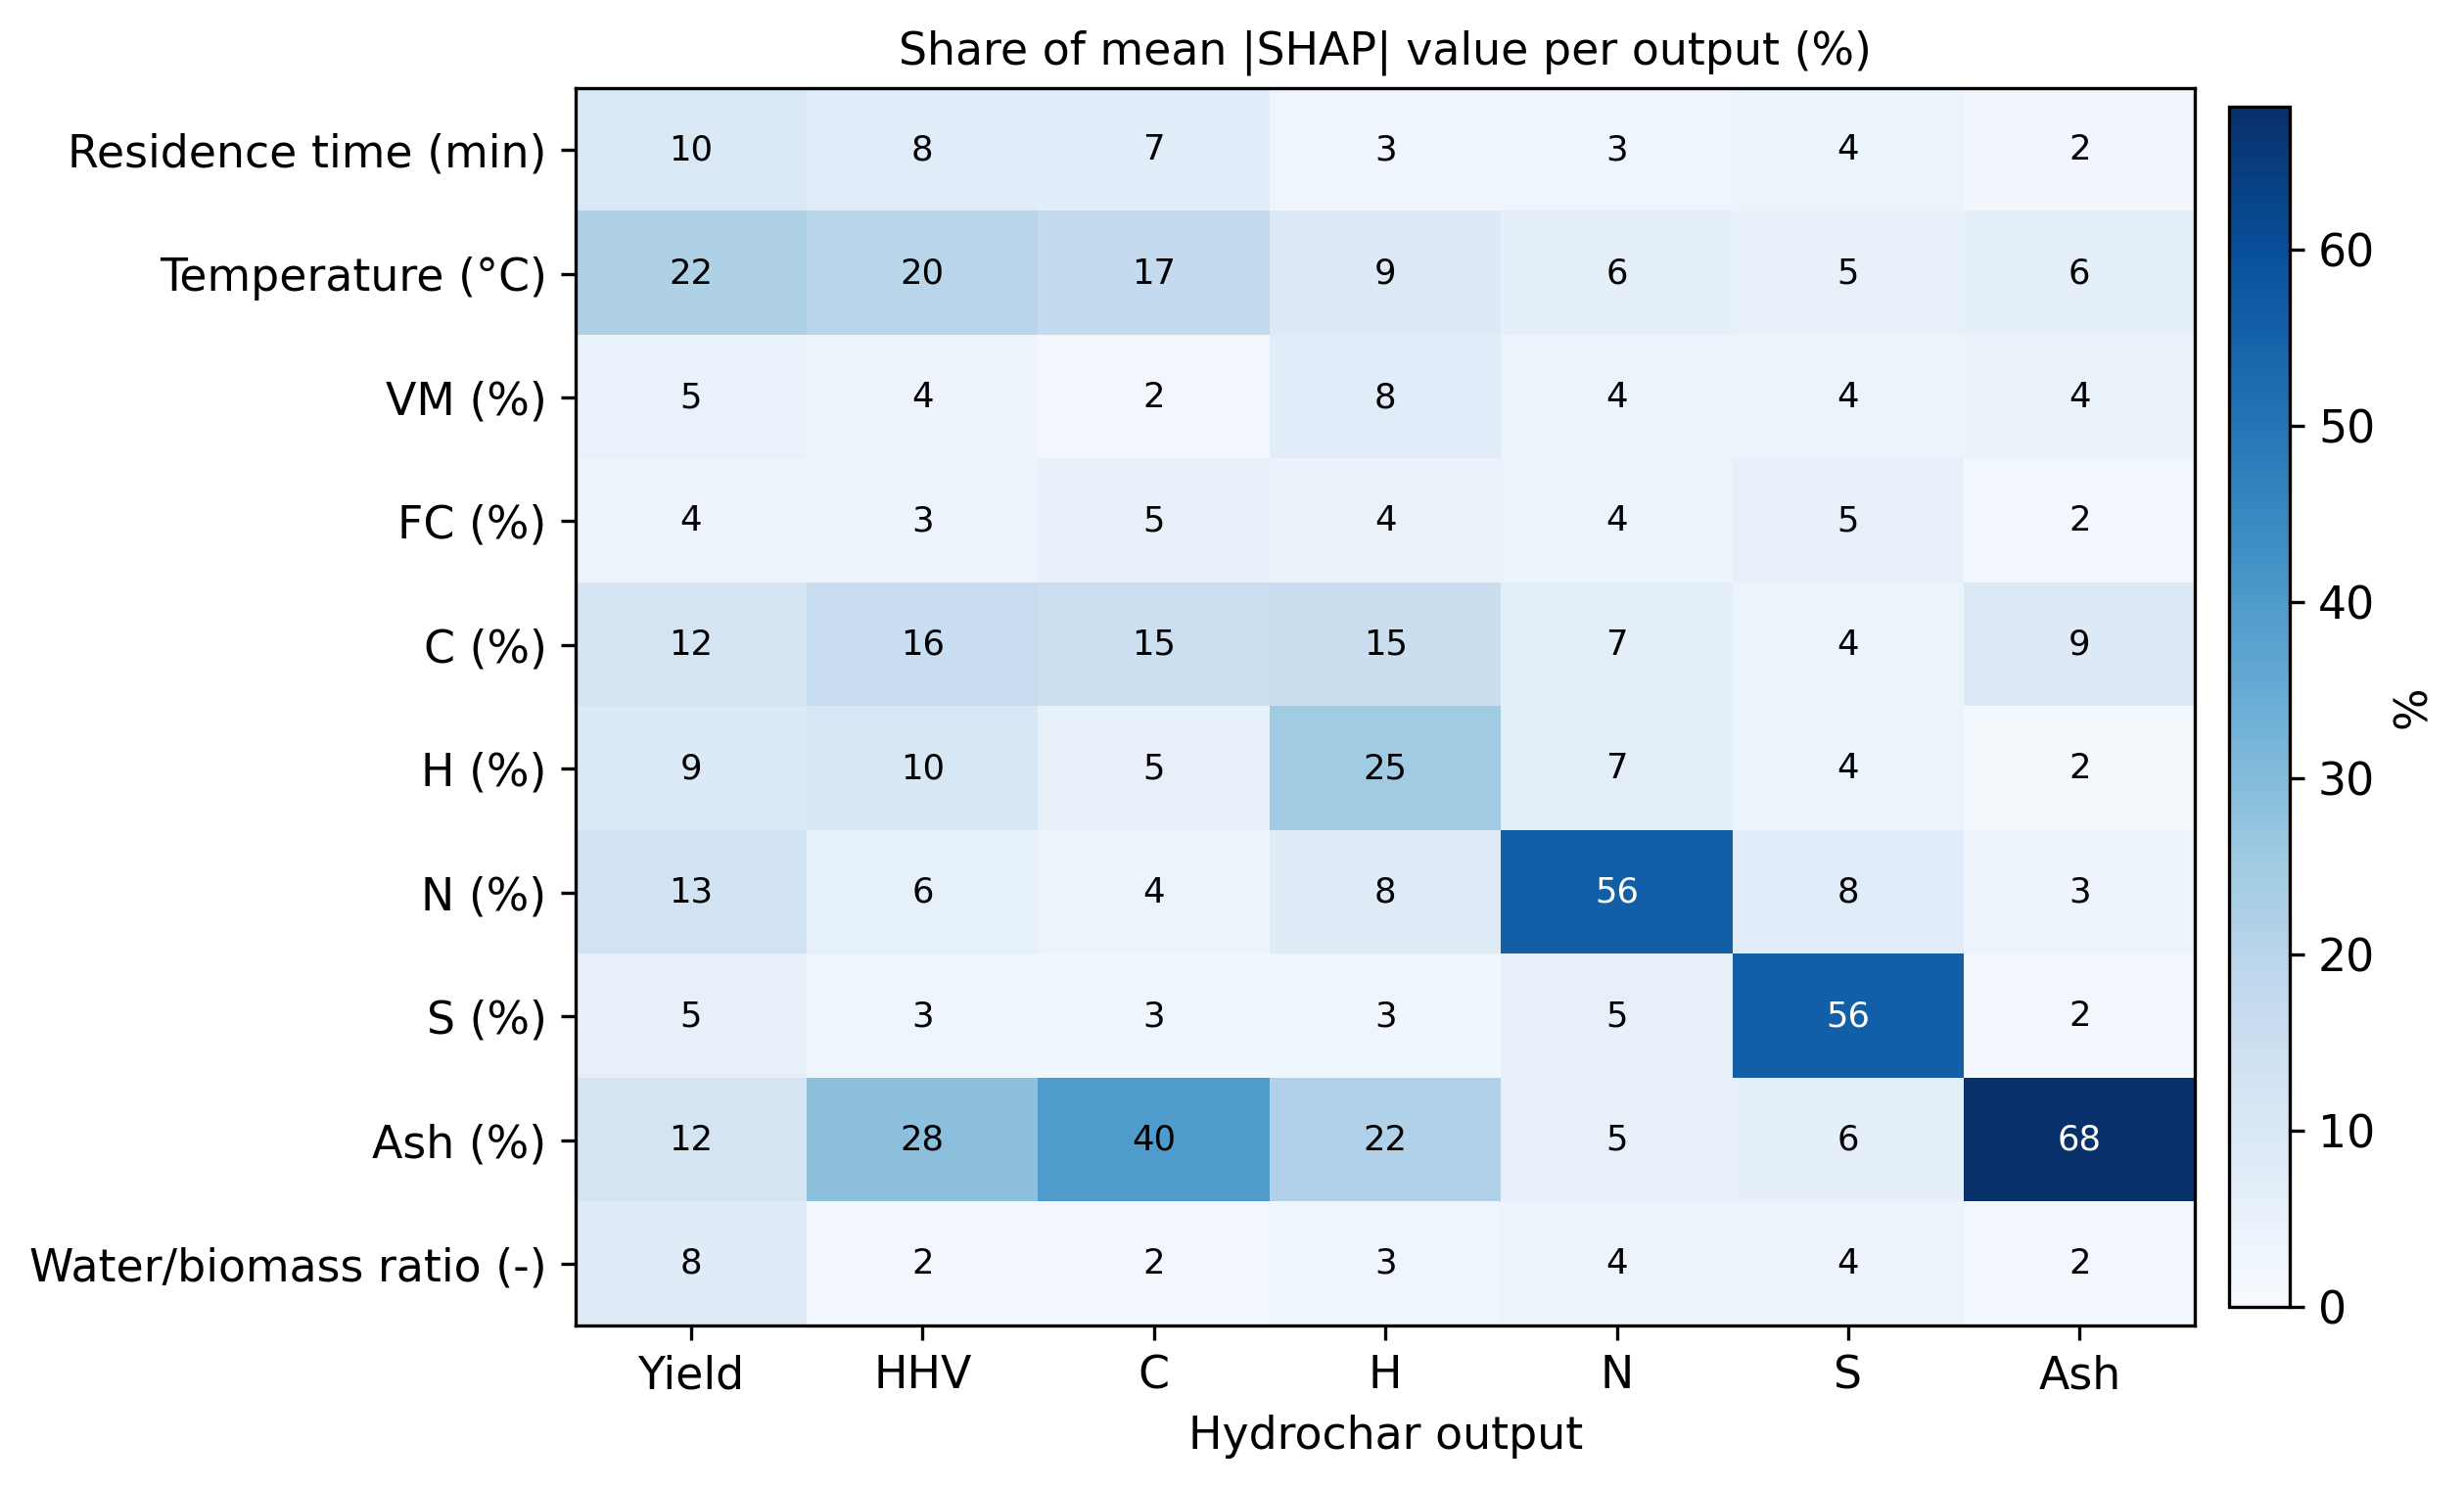 Share of mean |SHAP| value per output (%)
Residence time (min) 10 8 7 3 3 4 2
Temperature (°C) 22 20 17 9 6 5 6
VM (%) 5 4 2 8 4 4 4
FC (%) 4 3 5 4 4 5 2
C (%) 12 16 15 15 7 4 9
H (%) 9 10 5 25 7 4 2
N (%) 13 6 4 8 56 8 3
S (%) 5 3 3 3 5 56 2
Ash (%) 12 28 40 22 5 6 68
Water/biomass ratio (-) 8 2 2 3 4 4 2
Yield HHV C H N S Ash
Hydrochar output
60
50
40
30
20
10
0
%